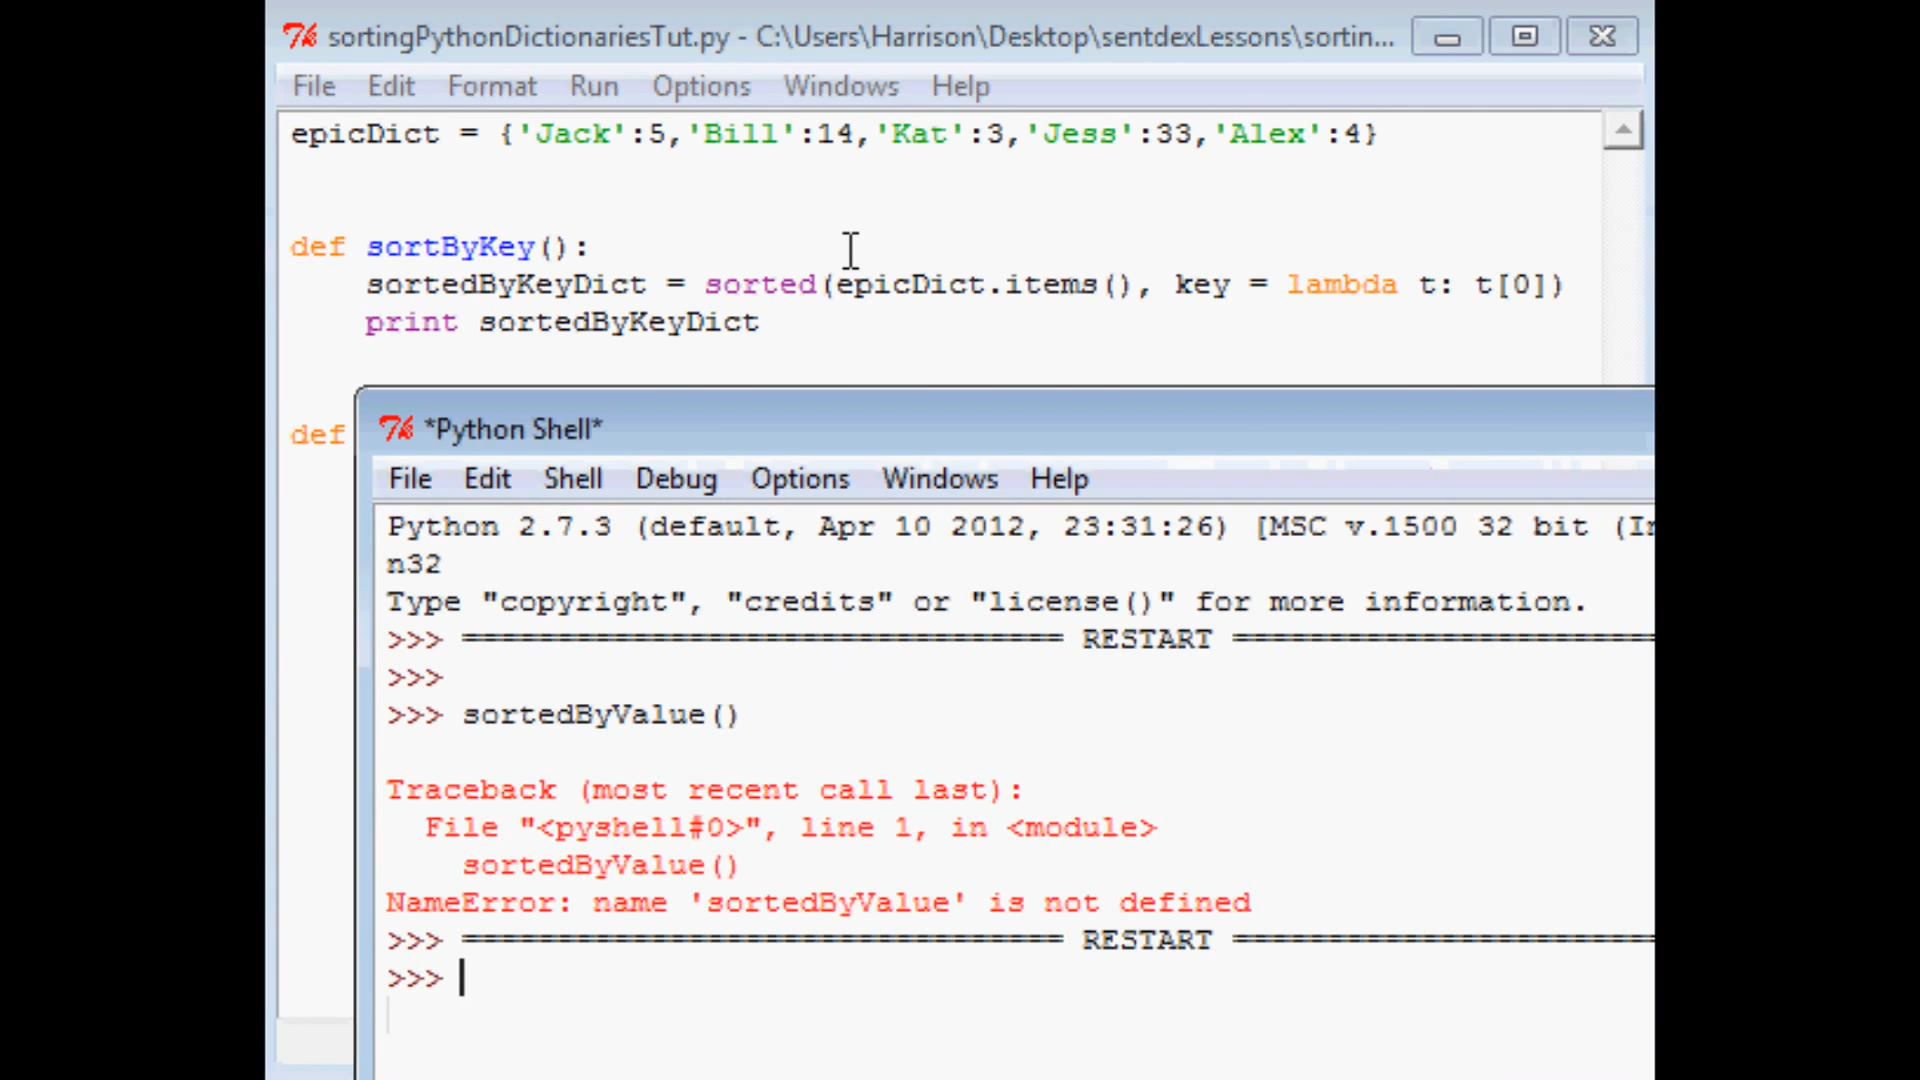 sortingPythonDictionariesTut.py - C:\Users\Harrison\Desktop\sentdexLessons\sortin...
File Edit Format Run Options Windows Help
epicDict = {'Jack':5,'Bill':14,'Kat':3,'Jess':33,'Alex':4}
def sortByKey():
    sortedByKeyDict = sorted(epicDict.items(), key = lambda t: t[0])
    print sortedByKeyDict
def
*Python Shell*
File Edit Shell Debug Options Windows Help
Python 2.7.3 (default, Apr 10 2012, 23:31:26) [MSC v.1500 32 bit (In
n32
Type "copyright", "credits" or "license()" for more information.
>>> ================================ RESTART ======================
>>>
>>> sortedByValue()
Traceback (most recent call last):
  File "<pyshell#0>", line 1, in <module>
    sortedByValue()
NameError: name 'sortedByValue' is not defined
>>> ================================ RESTART ======================
>>>